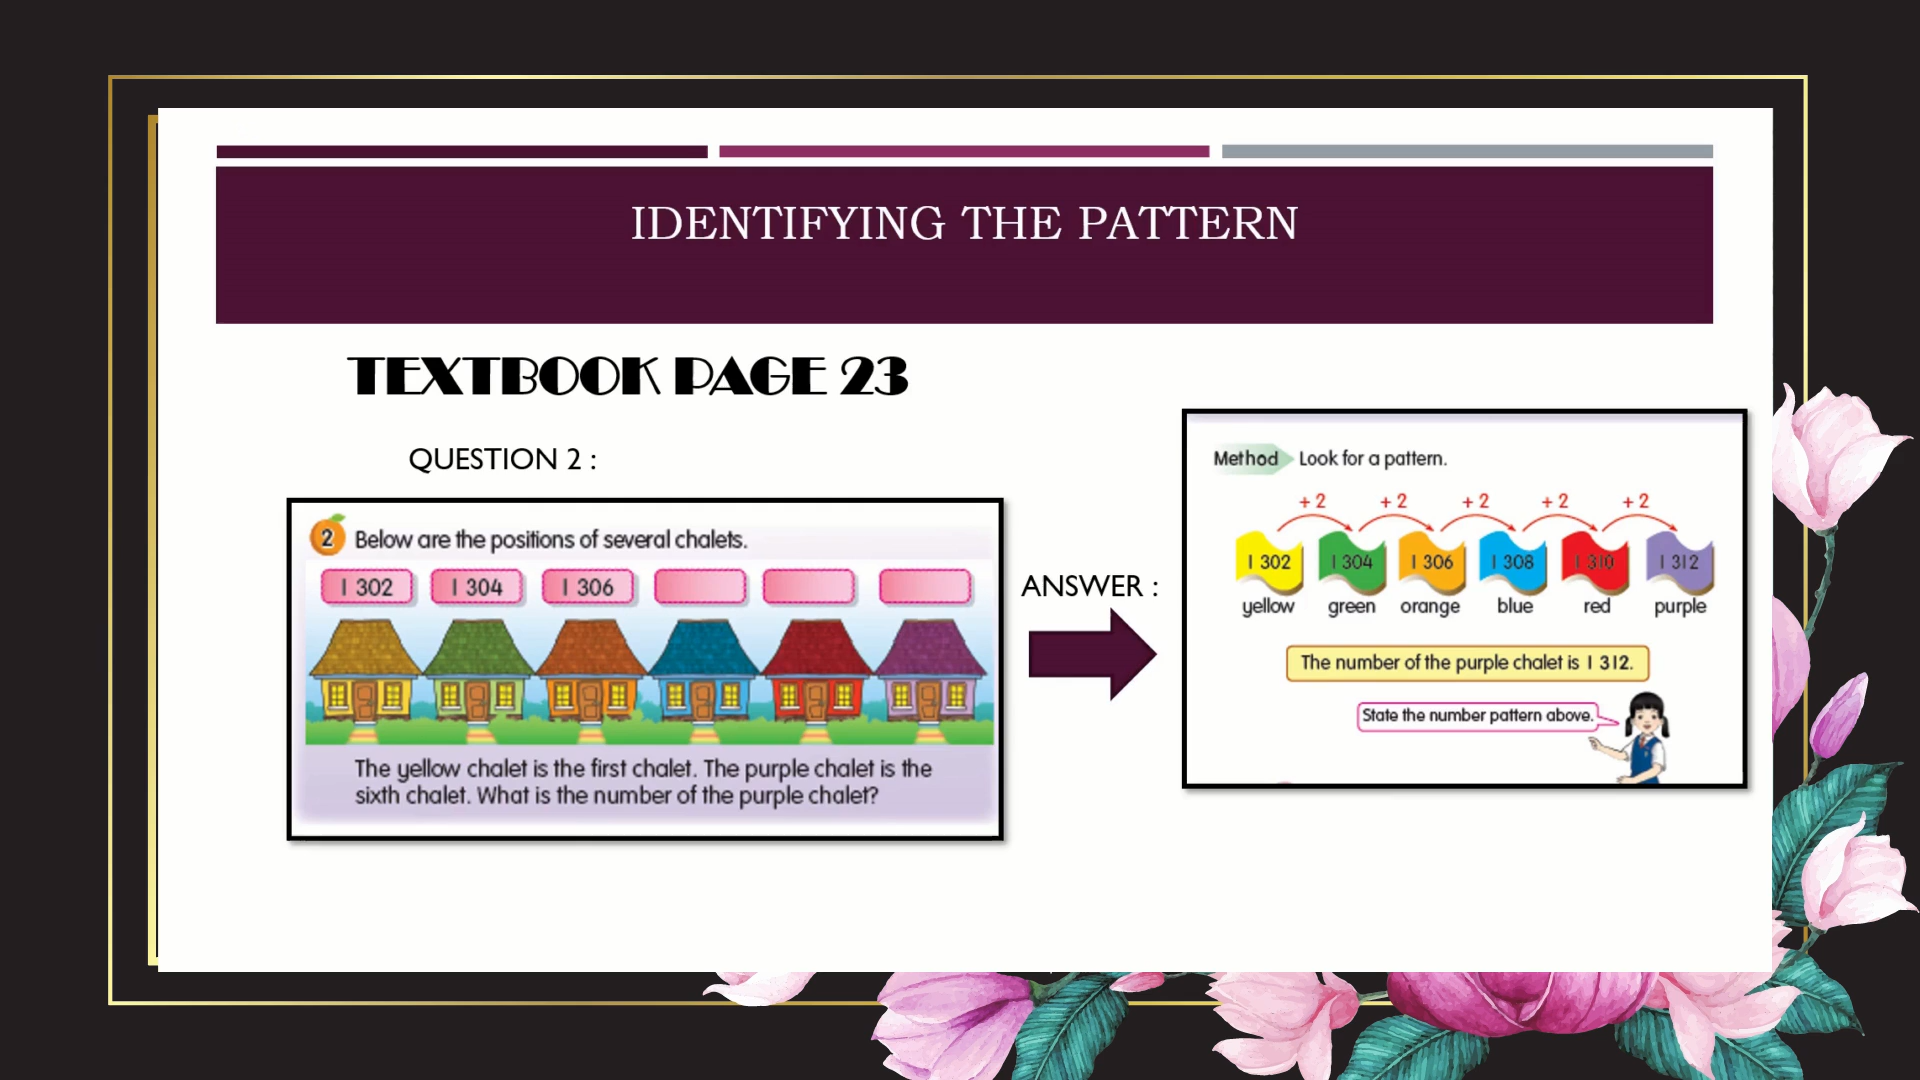 IDENTIFYING THE PATTERN
TEXTBOOK PAGE 23
QUESTION 2 :
2 Below are the positions of several chalets.
1 302 1 304 1 306
The yellow chalet is the first chalet. The purple chalet is the
sixth chalet. What is the number of the purple chalet?
ANSWER :
Method Look for a pattern.
+ 2 + 2 + 2 + 2 + 2
1 302 1 304 1 306 1 308 1 310 1 312
yellow green orange blue red purple
The number of the purple chalet is 1 312.
State the number pattern above.